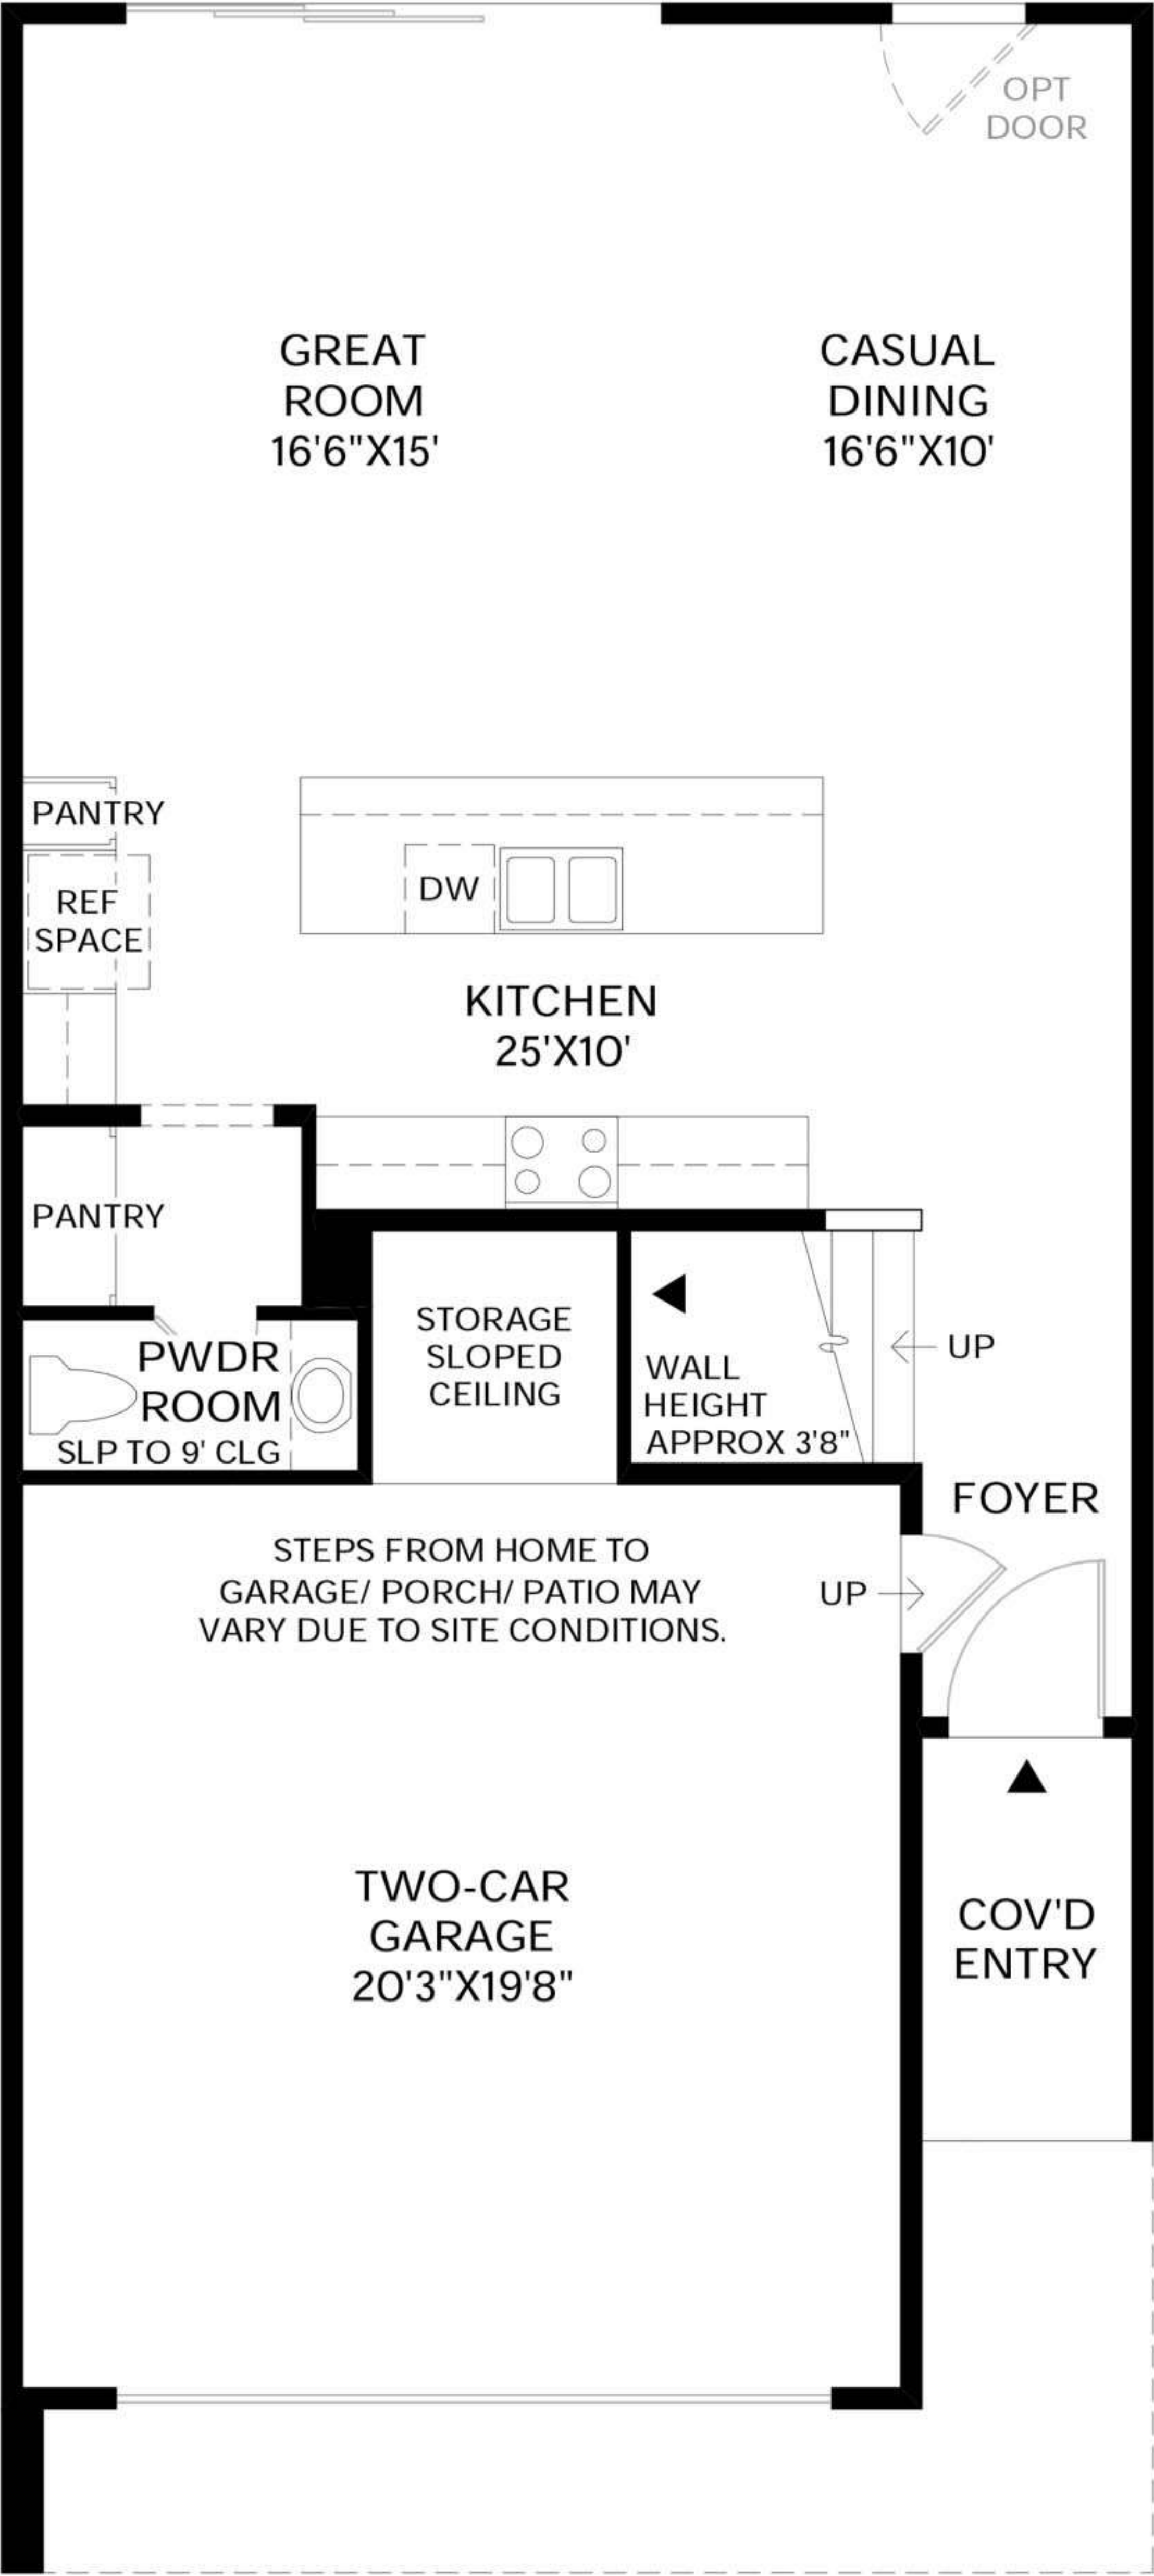 OPT
DOOR
GREAT
ROOM
16'6"X15'
CASUAL
DINING
16'6"X10'
PANTRY
REF
SPACE
DW
KITCHEN
25'X10'
PANTRY
PWDR
ROOM
SLP TO 9' CLG
STORAGE
SLOPED
CEILING
WALL
HEIGHT
APPROX 3'8"
UP
FOYER
STEPS FROM HOME TO
GARAGE/ PORCH/ PATIO MAY
VARY DUE TO SITE CONDITIONS.
UP
TWO-CAR
GARAGE
20'3"X19'8"
COV'D
ENTRY